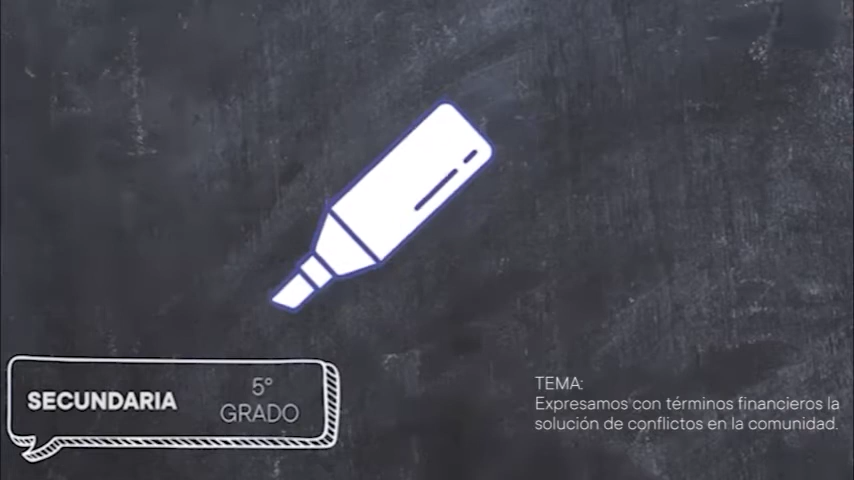 SECUNDARIA
5°
GRADO
TEMA:
Expresamos con términos financieros la
solución de conflictos en la comunidad.